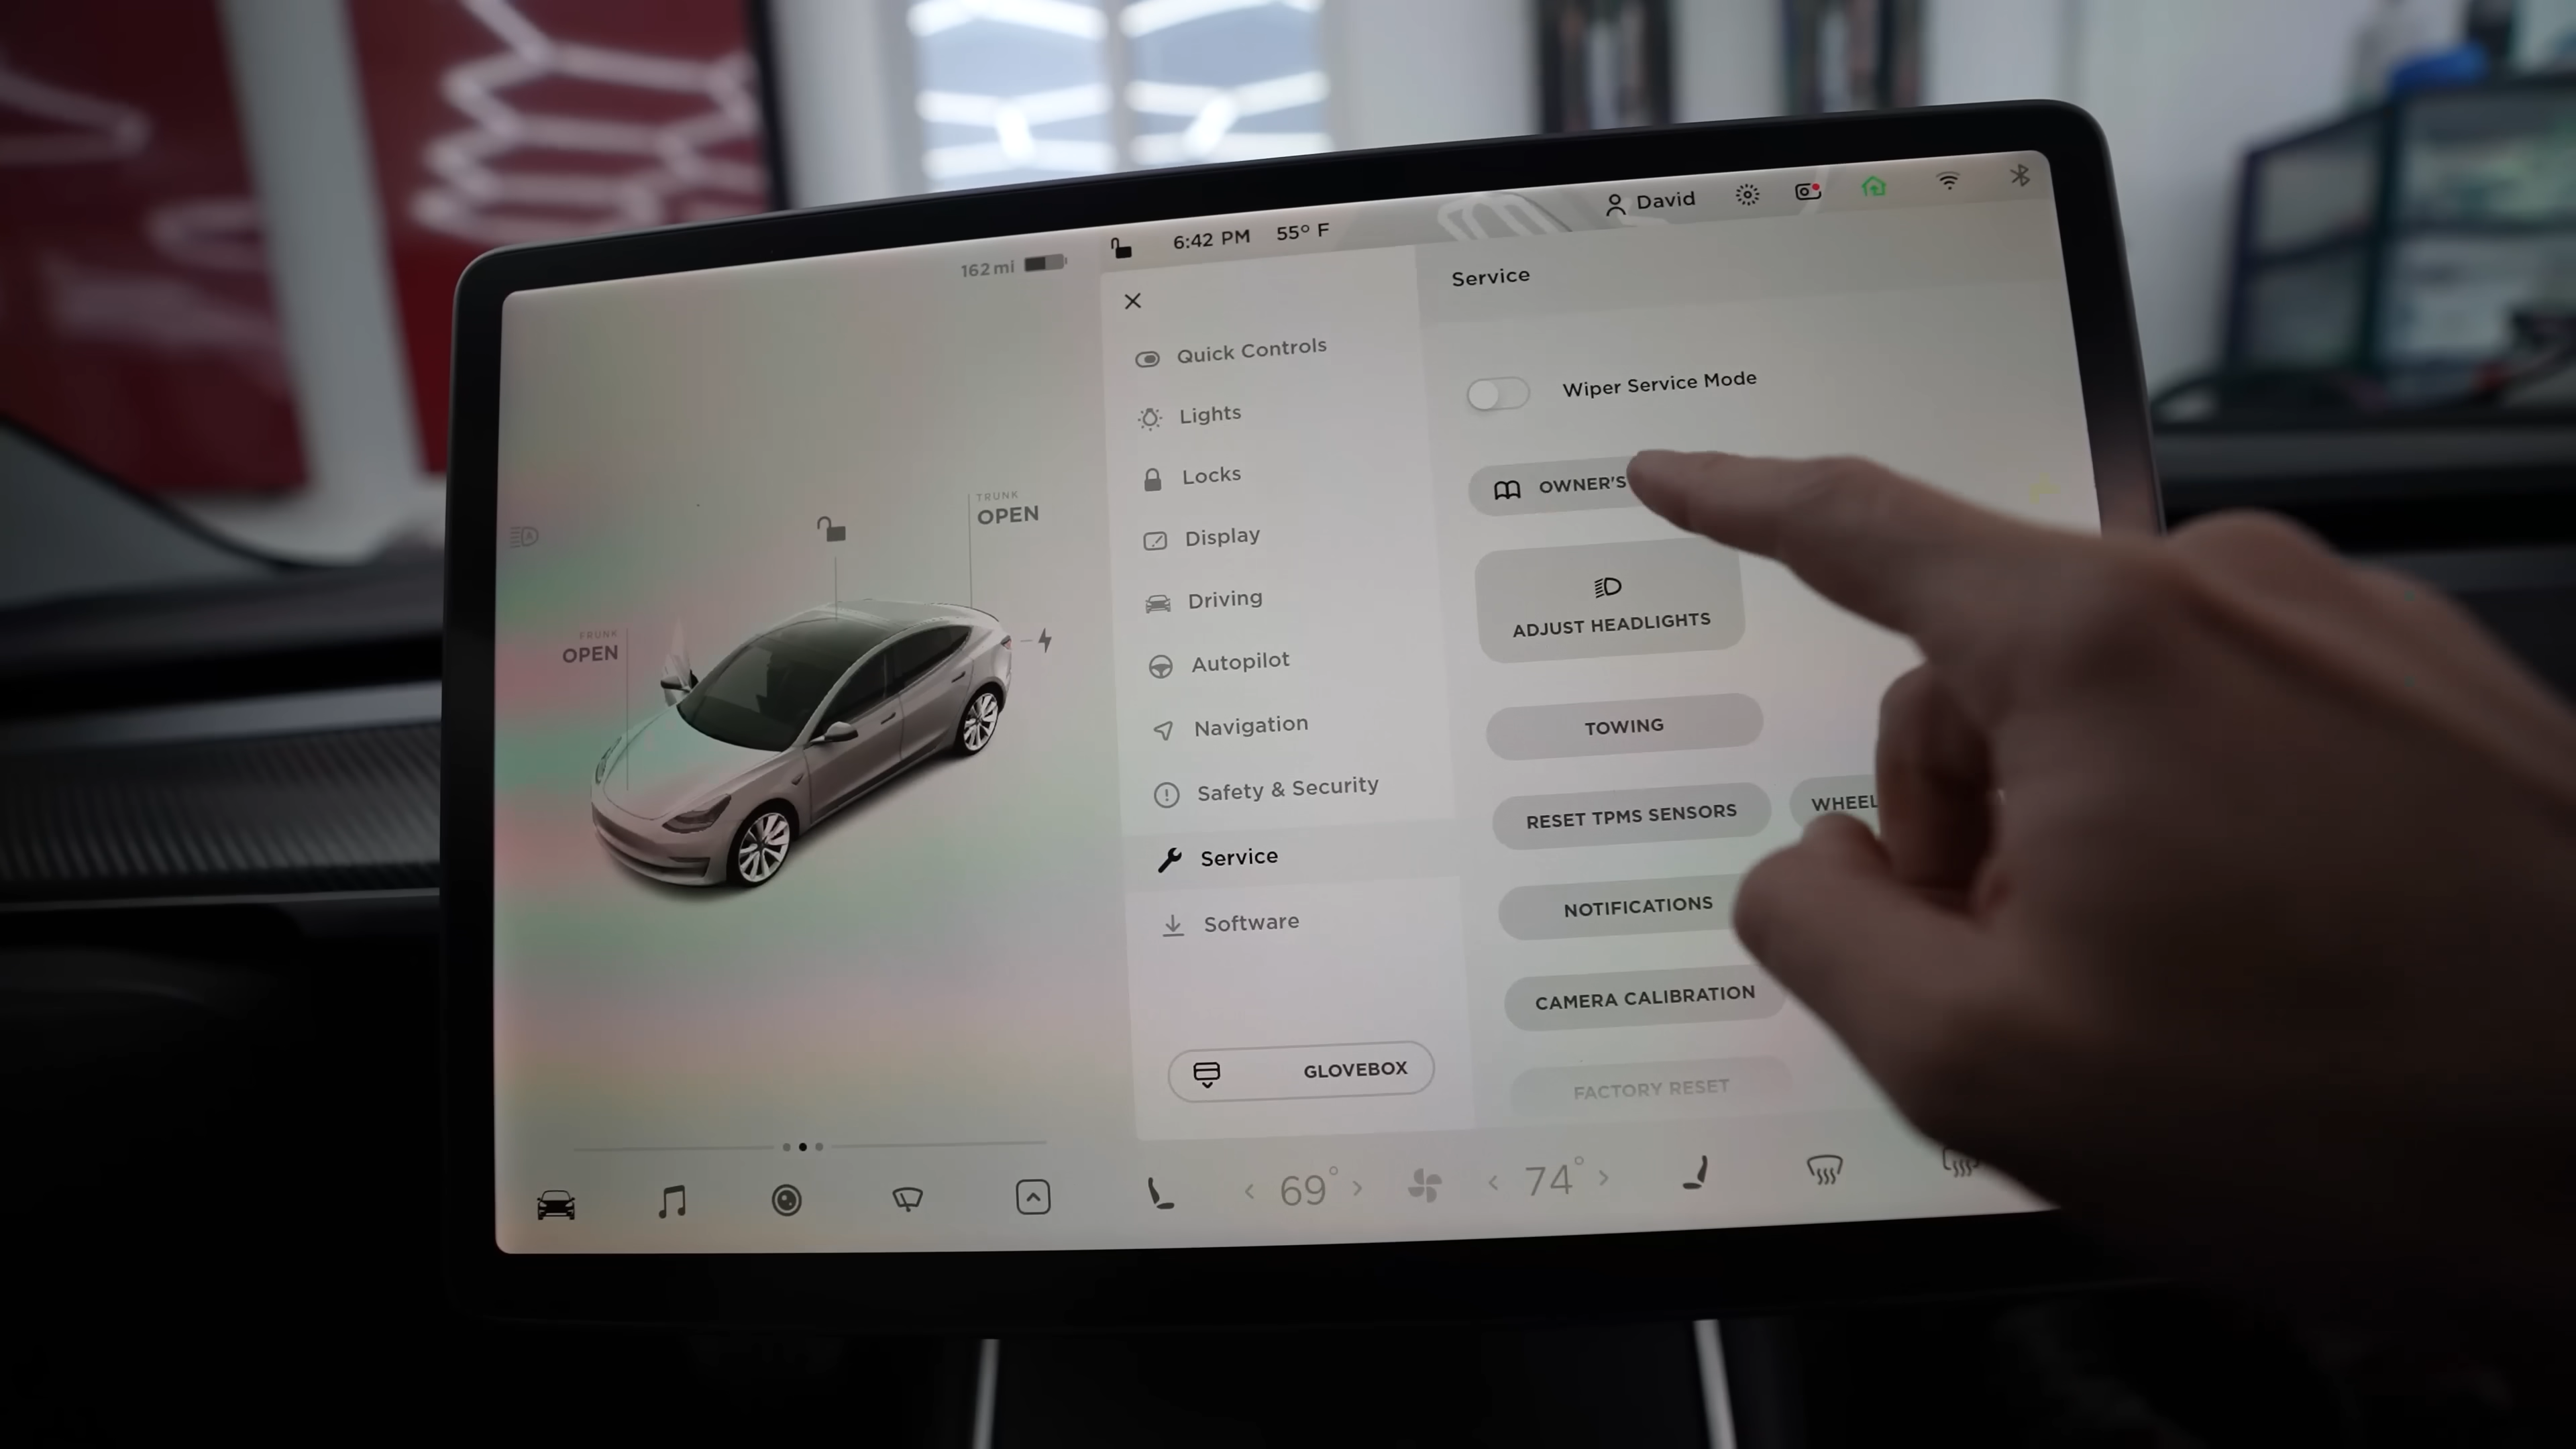 162 mi
6:42 PM 55° F
David
Quick Controls
Lights
Locks
Display
Driving
Autopilot
Navigation
Safety & Security
Service
Software
GLOVEBOX
Service
Wiper Service Mode
OWNER'S
ADJUST HEADLIGHTS
TOWING
RESET TPMS SENSORS
WHEEL
NOTIFICATIONS
CAMERA CALIBRATION
FACTORY RESET
TRUNK
OPEN
FRUNK
OPEN
69°
74°